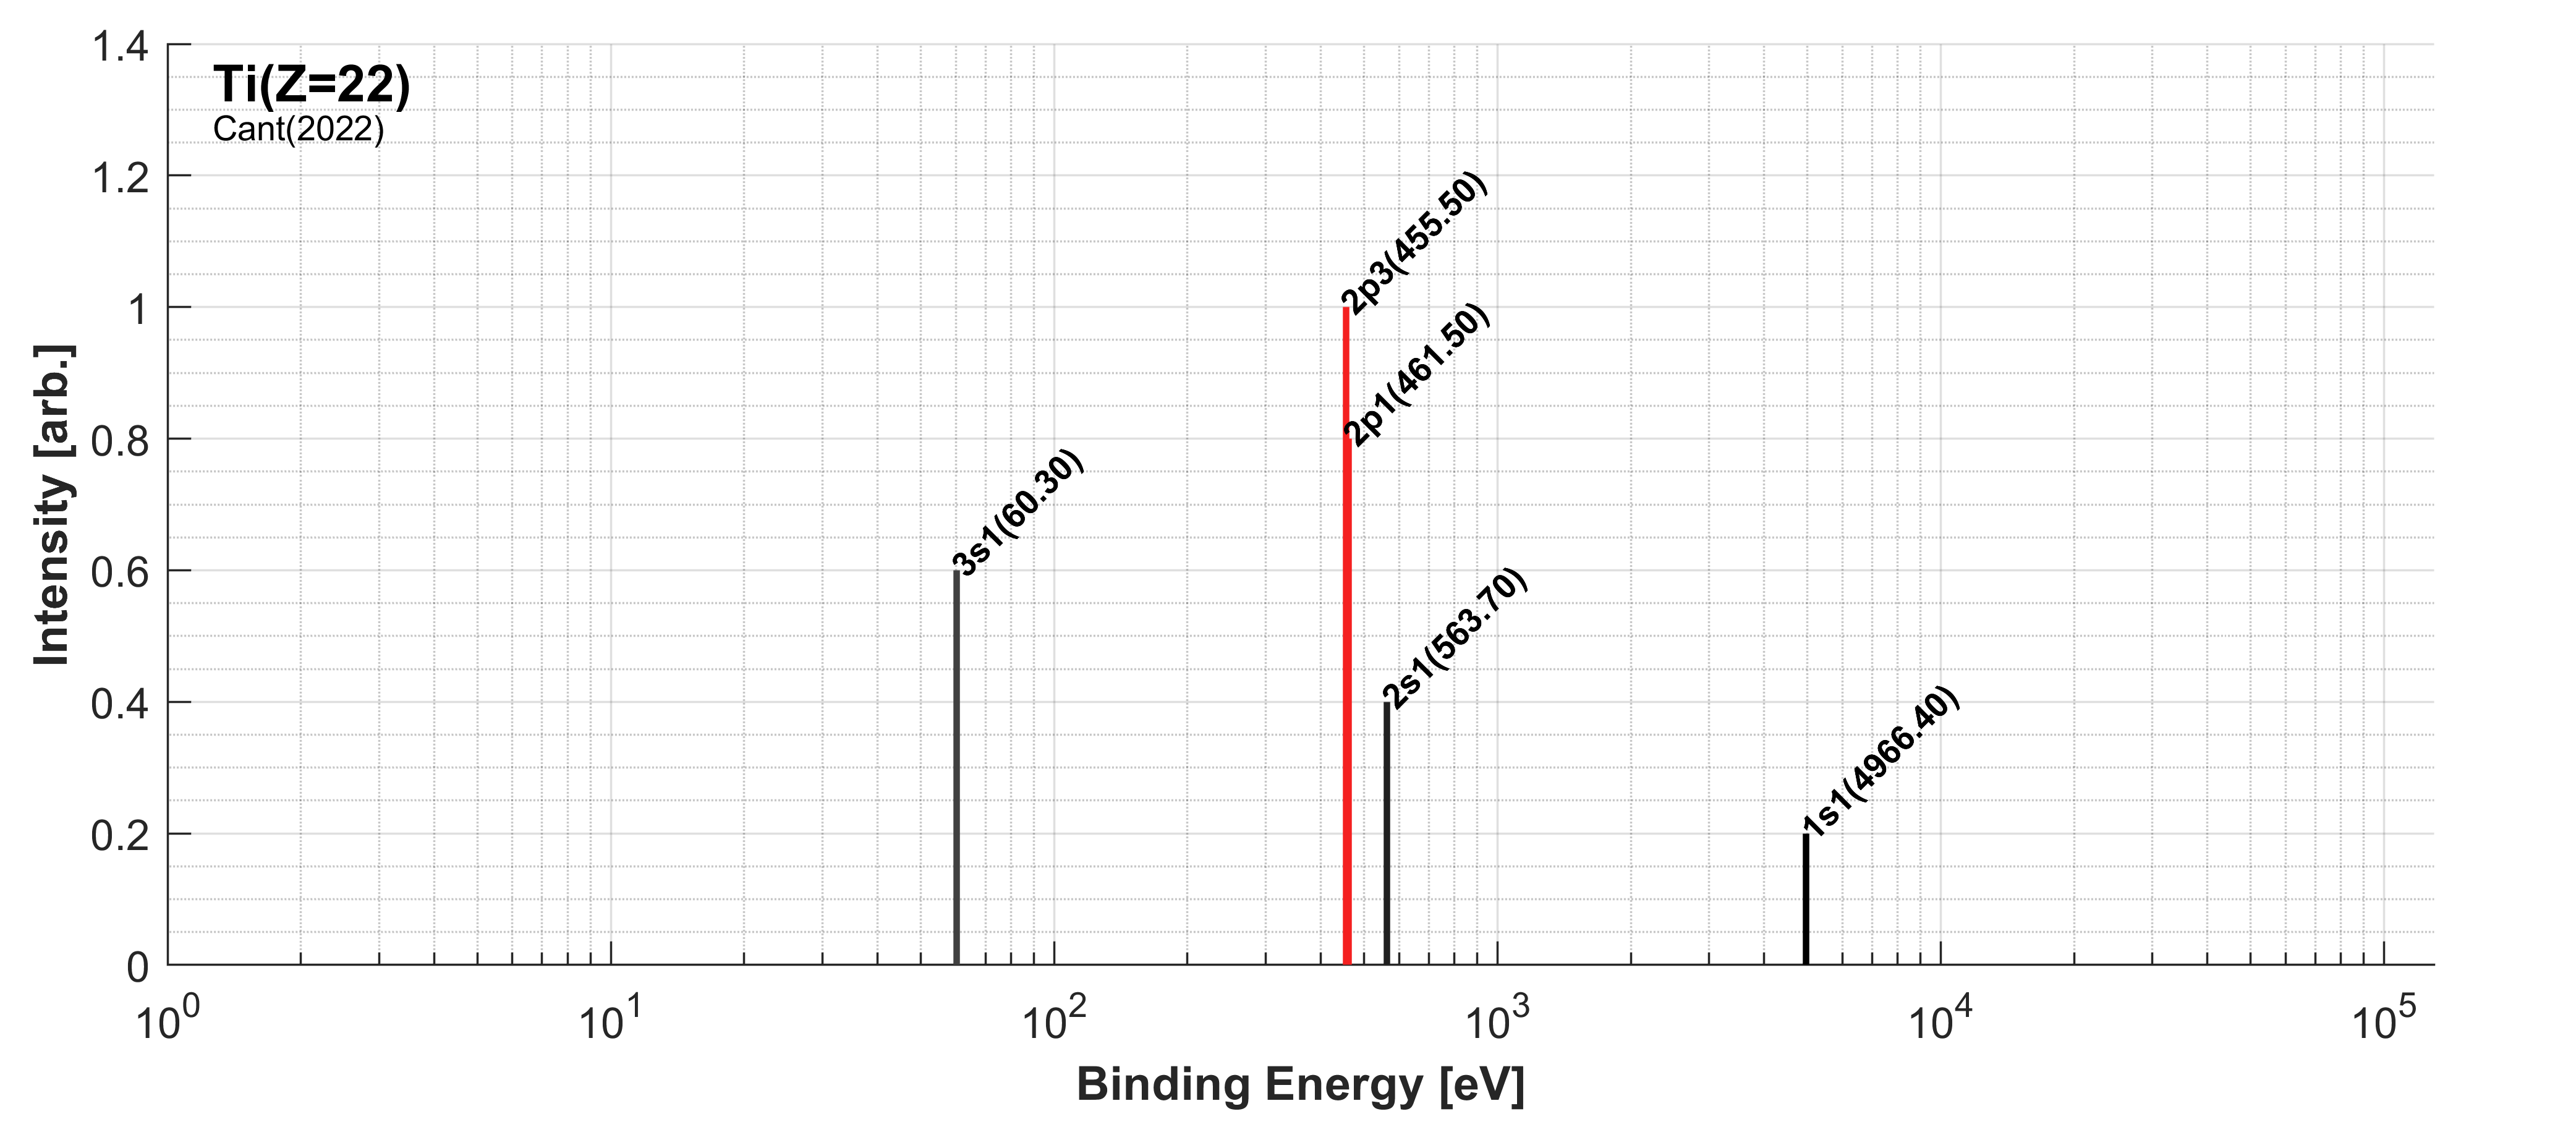 Ti(Z=22)
Cant(2022)
1.4
1.2
1
0.8
0.6
0.4
0.2
0
Intensity [arb.]
3s1(60.30)
2p3(455.50)
2p1(461.50)
2s1(563.70)
1s1(4966.40)
10^0
10^1
10^2
10^3
10^4
10^5
Binding Energy [eV]